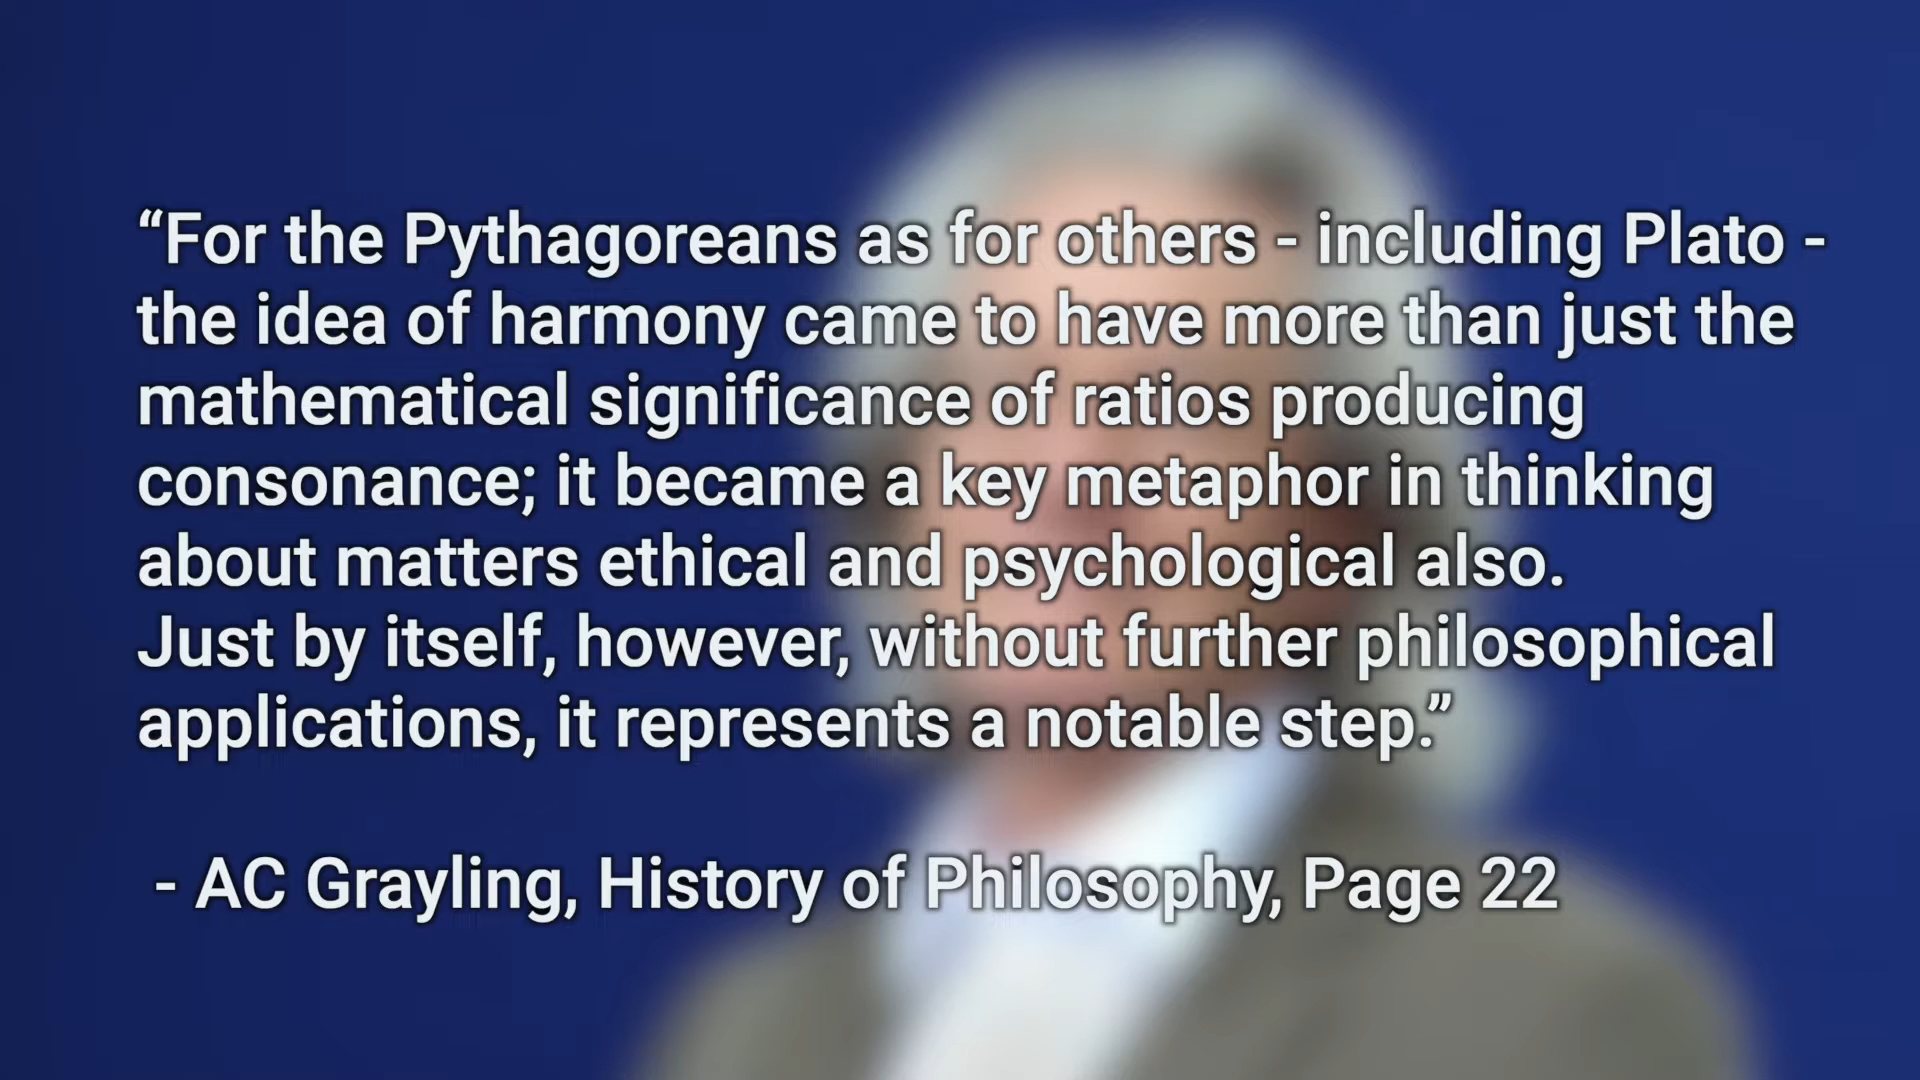 “For the Pythagoreans as for others - including Plato -
the idea of harmony came to have more than just the
mathematical significance of ratios producing
consonance; it became a key metaphor in thinking
about matters ethical and psychological also.
Just by itself, however, without further philosophical
applications, it represents a notable step.”
- AC Grayling, History of Philosophy, Page 22